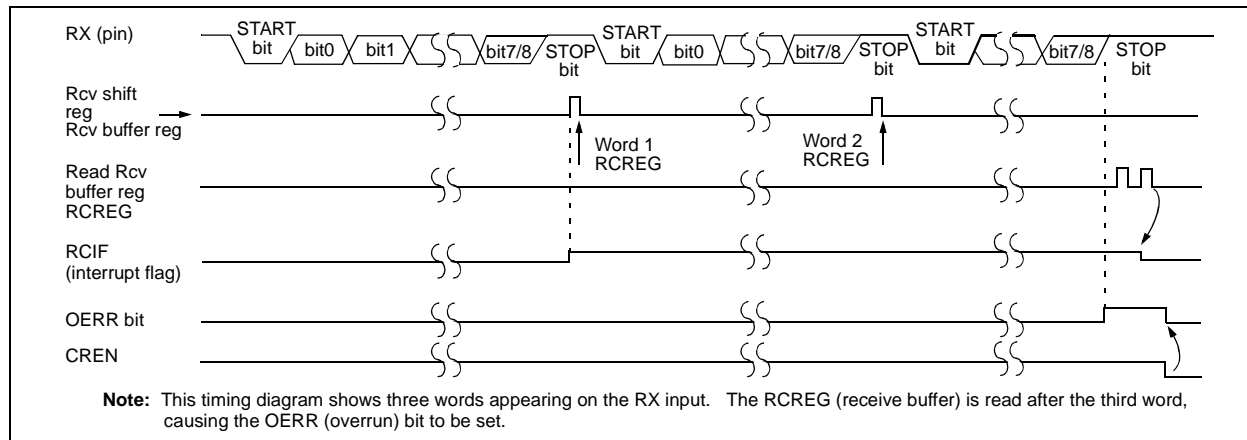 RX (pin)
START
bit
bit0
bit1
bit7/8
STOP
bit
START
bit
bit0
bit7/8
STOP
bit
START
bit
bit7/8
STOP
bit
Rcv shift
reg
Rcv buffer reg
Word 1
RCREG
Word 2
RCREG
Read Rcv
buffer reg
RCREG
RCIF
(interrupt flag)
OERR bit
CREN
Note: This timing diagram shows three words appearing on the RX input. The RCREG (receive buffer) is read after the third word,
causing the OERR (overrun) bit to be set.